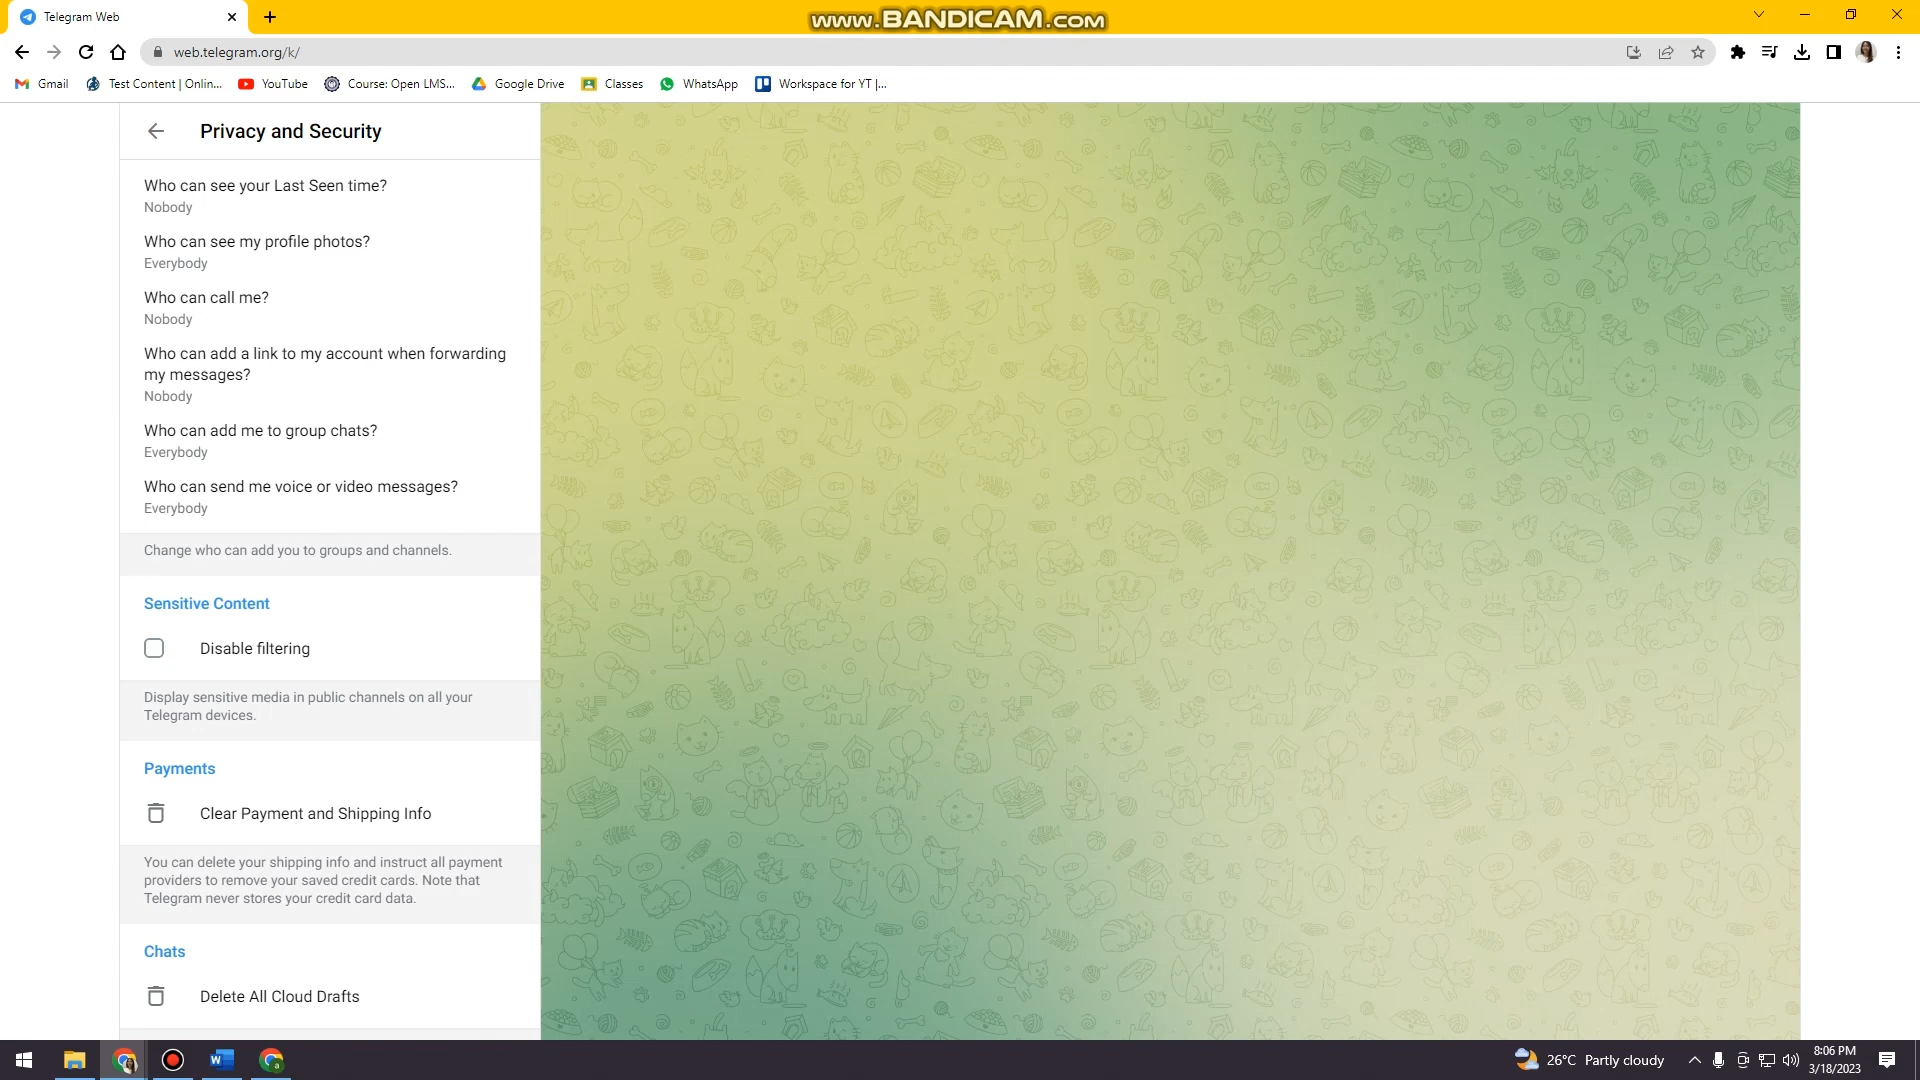 Telegram Web
www.BANDICAM.com
web.telegram.org/k/
Gmail
Test Content | Onlin...
YouTube
Course: Open LMS...
Google Drive
Classes
WhatsApp
Workspace for YT |...
Privacy and Security
Who can see your Last Seen time?
Nobody
Who can see my profile photos?
Everybody
Who can call me?
Nobody
Who can add a link to my account when forwarding
my messages?
Nobody
Who can add me to group chats?
Everybody
Who can send me voice or video messages?
Everybody
Change who can add you to groups and channels.
Sensitive Content
Disable filtering
Display sensitive media in public channels on all your
Telegram devices.
Payments
Clear Payment and Shipping Info
You can delete your shipping info and instruct all payment
providers to remove your saved credit cards. Note that
Telegram never stores your credit card data.
Chats
Delete All Cloud Drafts
26°C Partly cloudy
8:06 PM
3/18/2023